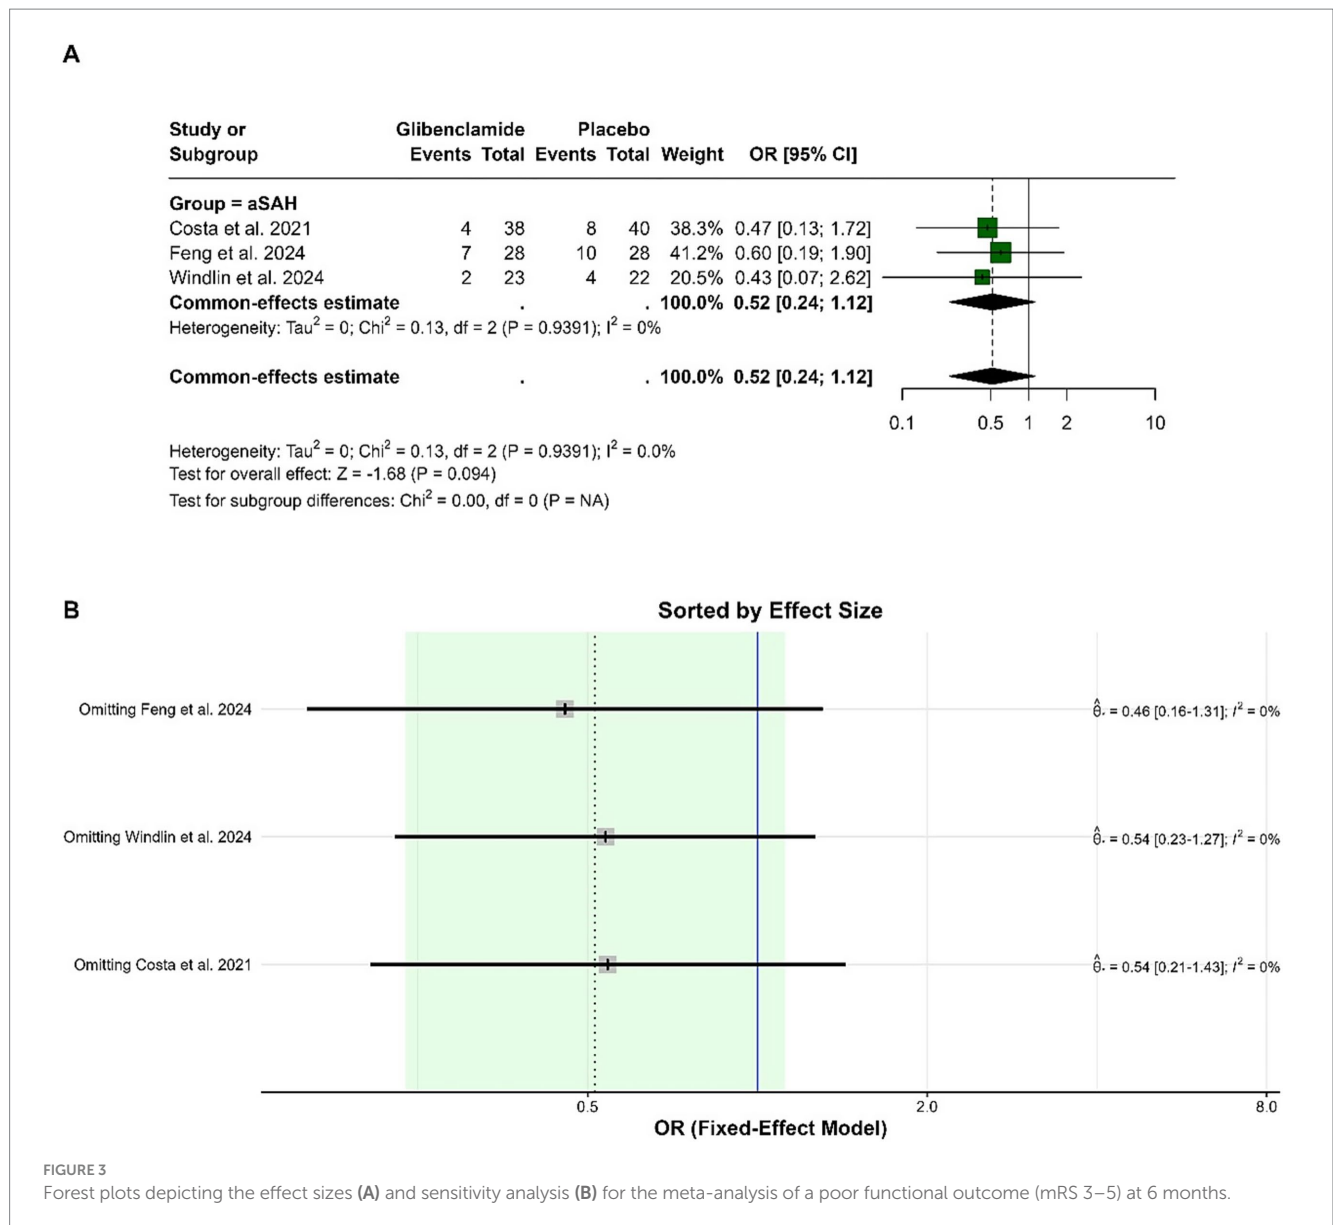 A
Study or Glibenclamide Placebo
Subgroup Events Total Events Total Weight OR [95% CI]
Group = aSAH
Costa et al. 2021 4 38 8 40 38.3% 0.47 [0.13; 1.72]
Feng et al. 2024 7 28 10 28 41.2% 0.60 [0.19; 1.90]
Windlin et al. 2024 2 23 4 22 20.5% 0.43 [0.07; 2.62]
Common-effects estimate . . 100.0% 0.52 [0.24; 1.12]
Heterogeneity: Tau² = 0; Chi² = 0.13, df = 2 (P = 0.9391); I² = 0%
Common-effects estimate . . 100.0% 0.52 [0.24; 1.12]
0.1 0.5 1 2 10
Heterogeneity: Tau² = 0; Chi² = 0.13, df = 2 (P = 0.9391); I² = 0.0%
Test for overall effect: Z = -1.68 (P = 0.094)
Test for subgroup differences: Chi² = 0.00, df = 0 (P = NA)
B
Sorted by Effect Size
Omitting Feng et al. 2024 θ̂* = 0.46 [0.16-1.31]; I² = 0%
Omitting Windlin et al. 2024 θ̂* = 0.54 [0.23-1.27]; I² = 0%
Omitting Costa et al. 2021 θ̂* = 0.54 [0.21-1.43]; I² = 0%
0.5 2.0 8.0
OR (Fixed-Effect Model)
FIGURE 3
Forest plots depicting the effect sizes (A) and sensitivity analysis (B) for the meta-analysis of a poor functional outcome (mRS 3–5) at 6 months.